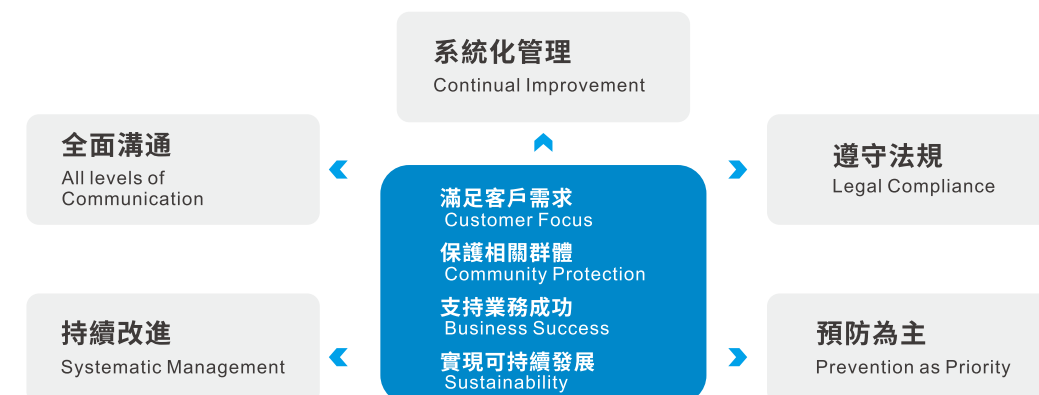 系統化管理
Continual Improvement
全面溝通
All levels of
Communication
遵守法規
Legal Compliance
滿足客戶需求
Customer Focus
保護相關群體
Community Protection
支持業務成功
Business Success
實現可持續發展
Sustainability
持續改進
Systematic Management
預防為主
Prevention as Priority